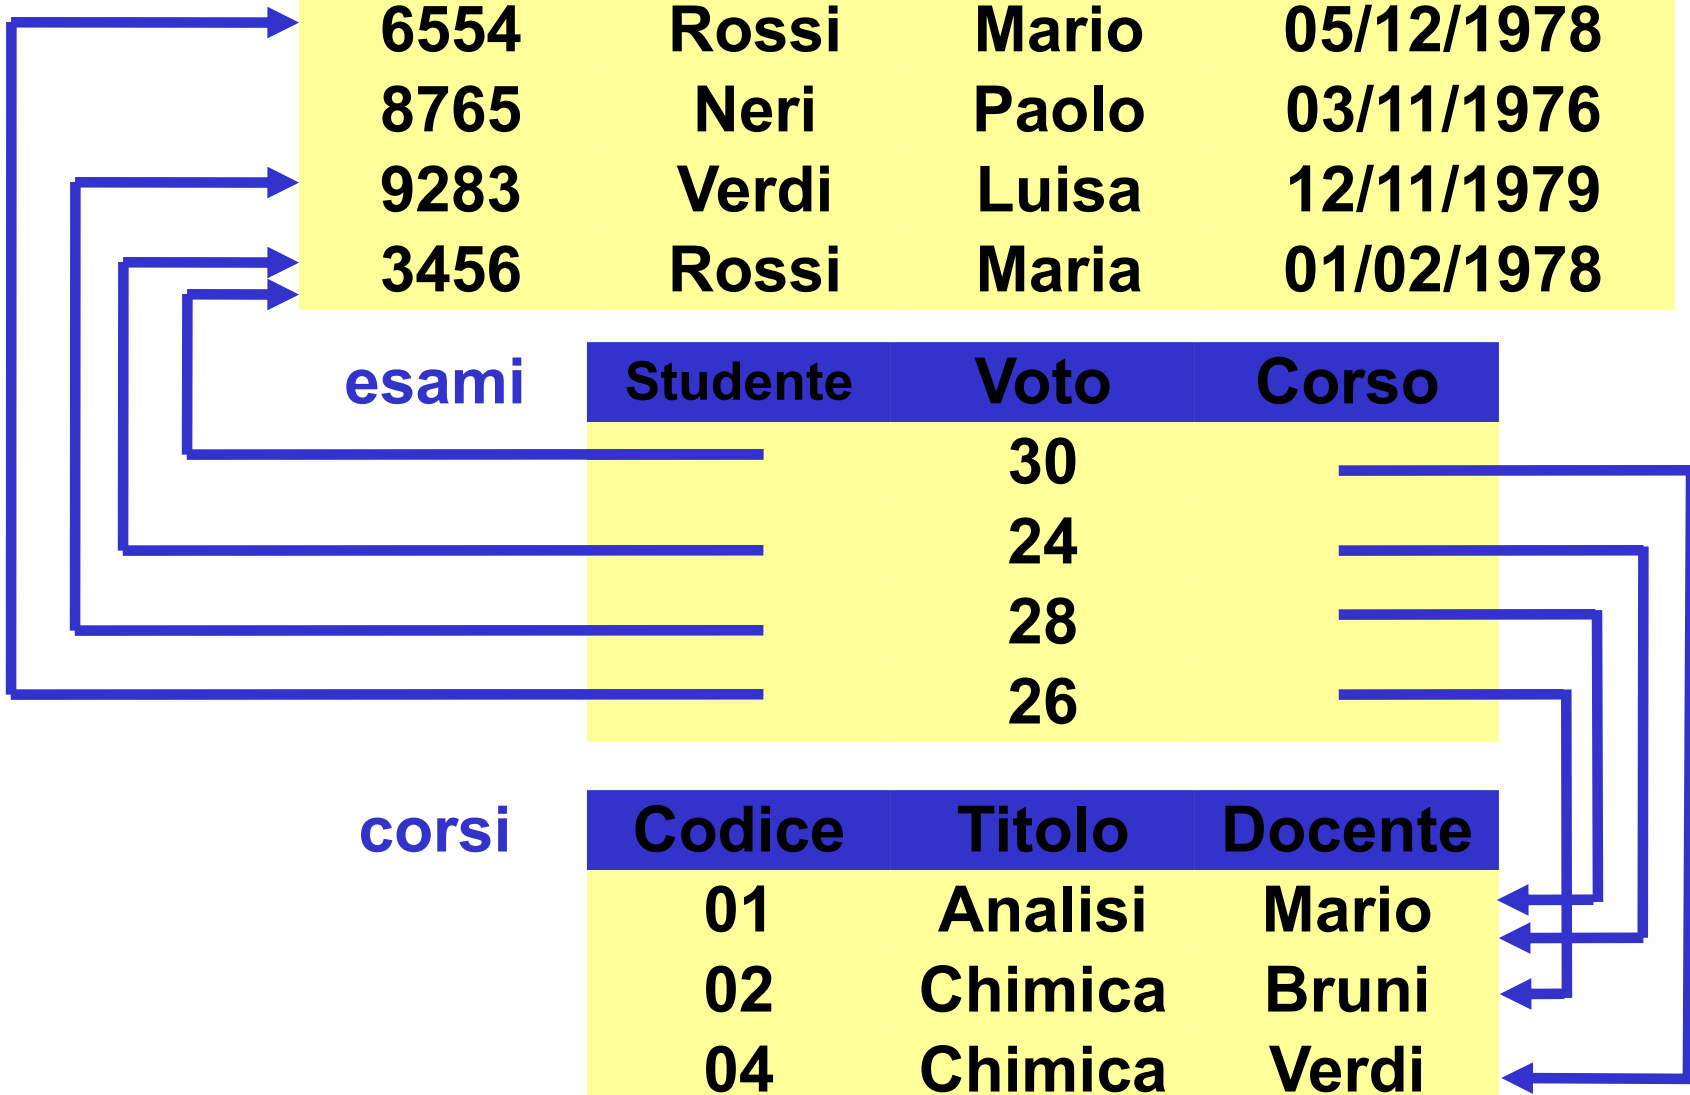 6554 Rossi Mario 05/12/1978
8765 Neri Paolo 03/11/1976
9283 Verdi Luisa 12/11/1979
3456 Rossi Maria 01/02/1978
esami Studente Voto Corso
30
24
28
26
corsi Codice Titolo Docente
01 Analisi Mario
02 Chimica Bruni
04 Chimica Verdi